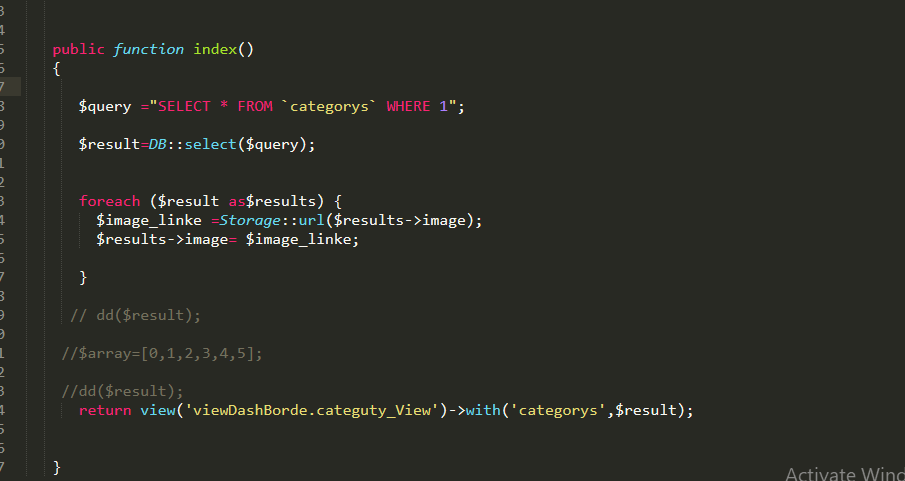 3
4
5 public function index()
6 {
7
8 $query ="SELECT * FROM `categorys` WHERE 1";
9
0 $result=DB::select($query);
1
2
3 foreach ($result as$results) {
4 $image_linke =Storage::url($results->image);
5 $results->image= $image_linke;
6
7 }
8
9 // dd($result);
0
1 //$array=[0,1,2,3,4,5];
2
3 //dd($result);
4 return view('viewDashBorde.categuty_View')->with('categorys',$result);
5
6
7 }
Activate Wind